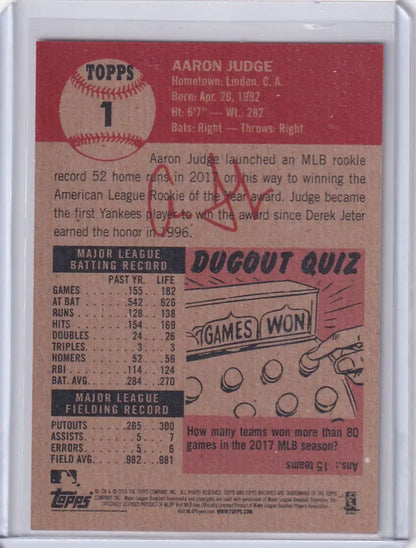 TOPPS
1
AARON JUDGE
Hometown: Linden, C. A.
Born: Apr. 26, 1992
Ht: 6'7" — Wt.: 282
Bats: Right — Throws: Right
Aaron Judge launched an MLB rookie
record 52 home runs in 2017 on his way to winning the
American League Rookie of the Year award. Judge became
the first Yankees player to win the award since Derek Jeter
earned the honor in 1996.
MAJOR LEAGUE
BATTING RECORD
PAST YR. LIFE
GAMES 155 182
AT BAT 542 626
RUNS 128 138
HITS 154 169
DOUBLES 24 26
TRIPLES 3 3
HOMERS 52 56
RBI 114 124
BAT. AVG. .284 .270
MAJOR LEAGUE
FIELDING RECORD
PUTOUTS 265 300
ASSISTS 5 7
ERRORS 5 6
FIELD AVG. .982 .981
DUGOUT QUIZ
GAMES WON
How many teams won more than 80
games in the 2017 MLB season?
Ans.: 15 teams
Topps